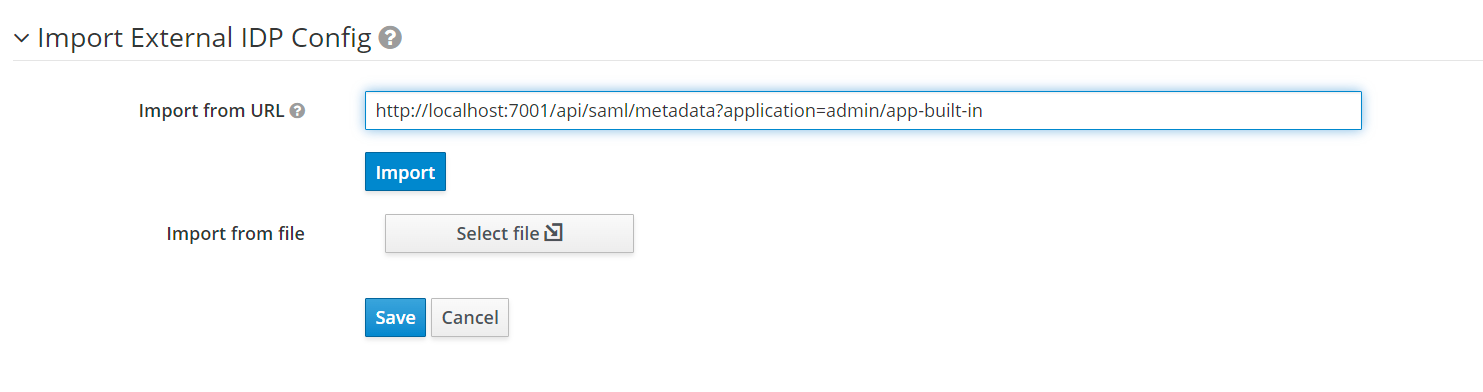 Import External IDP Config
Import from URL
http://localhost:7001/api/saml/metadata?application=admin/app-built-in
Import
Import from file
Select file
Save Cancel